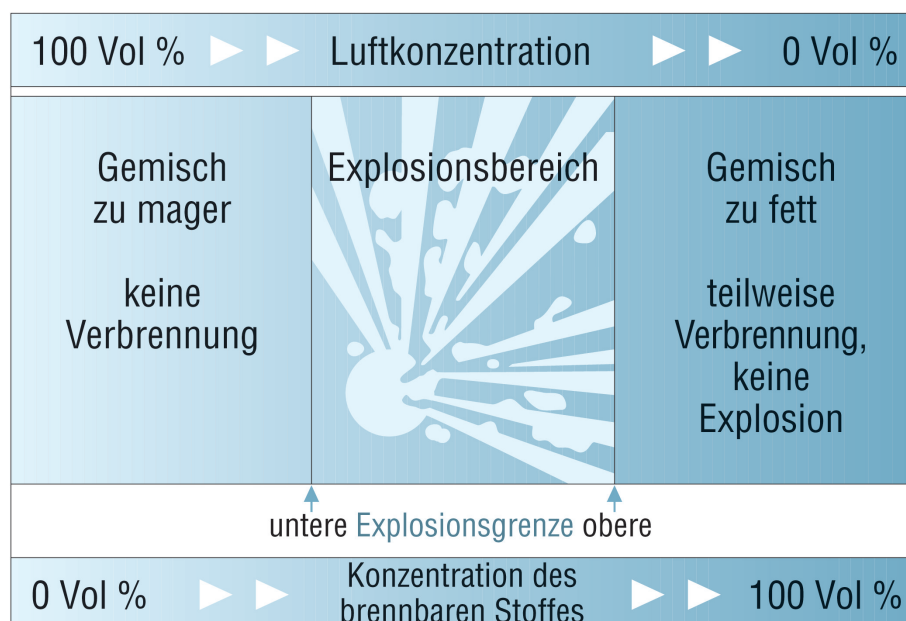 100 Vol % Luftkonzentration 0 Vol %
Gemisch
zu mager
keine
Verbrennung
Explosionsbereich
Gemisch
zu fett
teilweise
Verbrennung,
keine
Explosion
untere Explosionsgrenze obere
0 Vol % Konzentration des
brennbaren Stoffes 100 Vol %